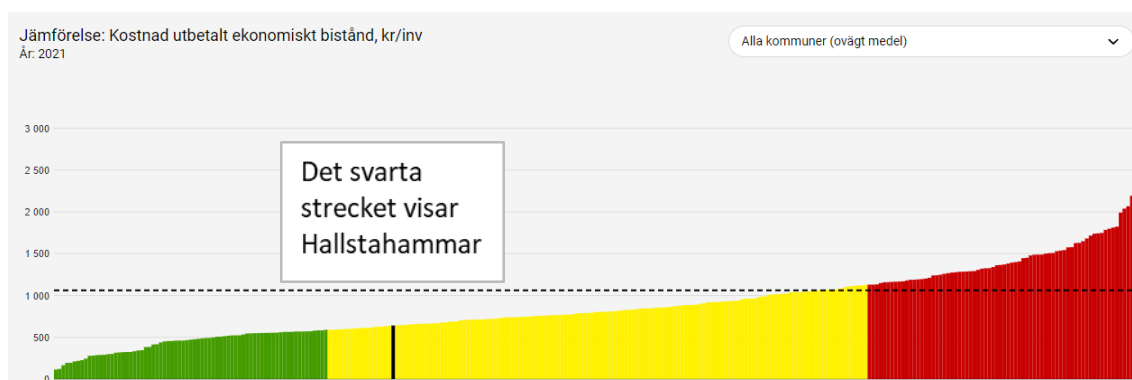 Jämförelse: Kostnad utbetalt ekonomiskt bistånd, kr/inv
År: 2021
Alla kommuner (ovägt medel)
3 000
2 500
2 000
1 500
1 000
500
0
Det svarta
strecket visar
Hallstahammar